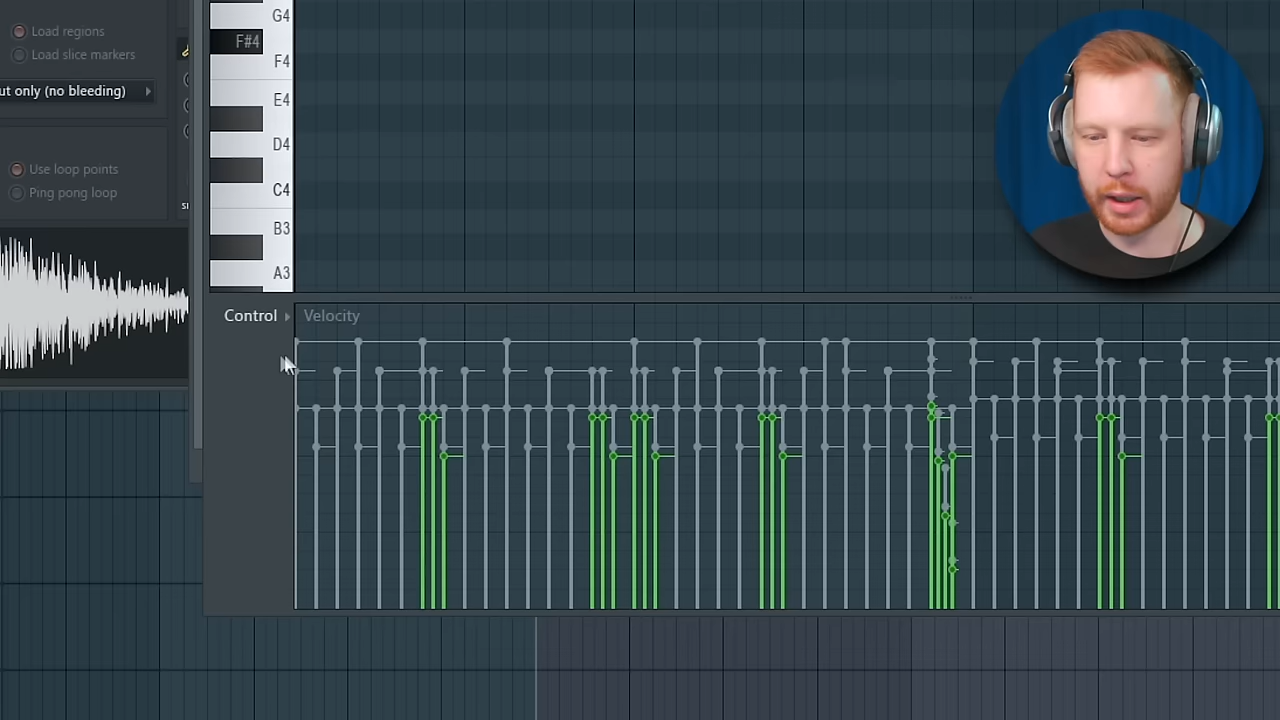 Load regions
Load slice markers
ut only (no bleeding)
Use loop points
Ping pong loop
G4
F#4
F4
E4
D4
C4
B3
A3
Control
Velocity